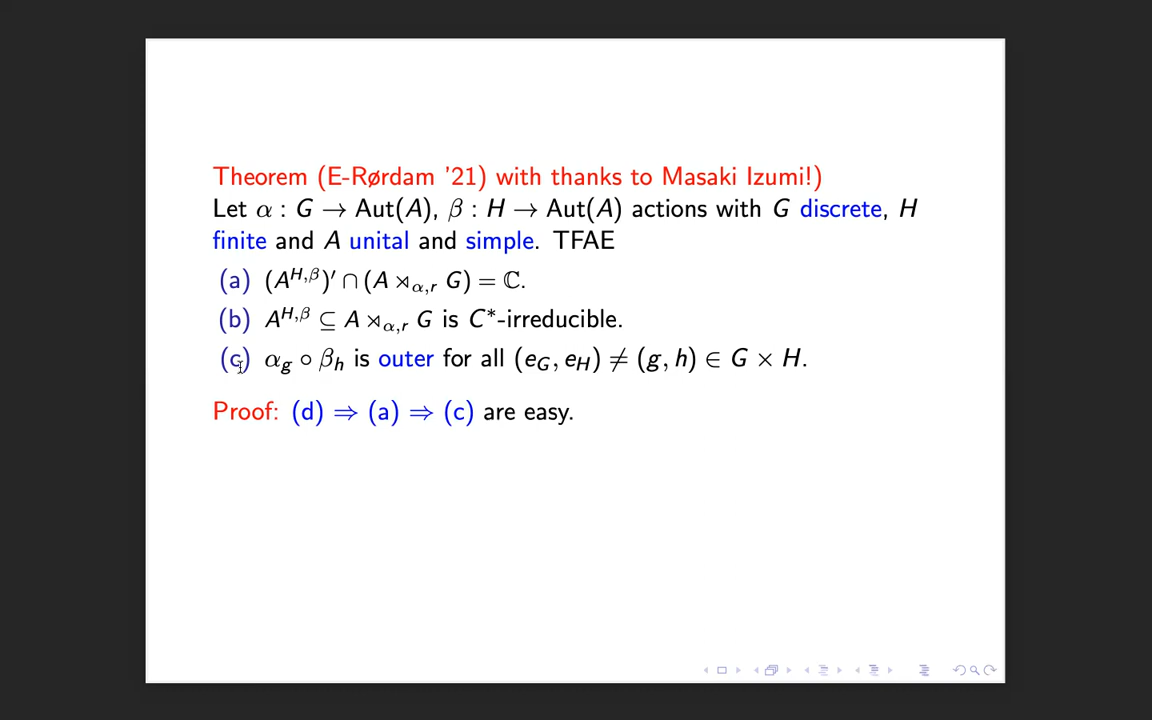 Theorem (E-Rørdam '21) with thanks to Masaki Izumi!)
Let α : G → Aut(A), β : H → Aut(A) actions with G discrete, H
finite and A unital and simple. TFAE
(a) (A^{H,β})′ ∩ (A ⋊_{α,r} G) = ℂ.
(b) A^{H,β} ⊆ A ⋊_{α,r} G is C*-irreducible.
(c) α_g ∘ β_h is outer for all (e_G, e_H) ≠ (g, h) ∈ G × H.
Proof: (d) ⇒ (a) ⇒ (c) are easy.